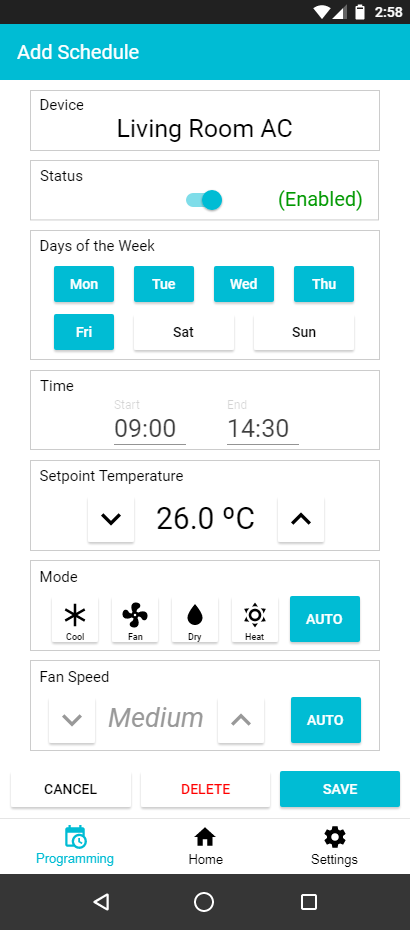 2:58
Add Schedule
Device
Living Room AC
Status
(Enabled)
Days of the Week
Mon Tue Wed Thu
Fri Sat Sun
Time
Start End
09:00 14:30
Setpoint Temperature
26.0 ºC
Mode
Cool Fan Dry Heat AUTO
Fan Speed
Medium AUTO
CANCEL DELETE SAVE
Programming Home Settings